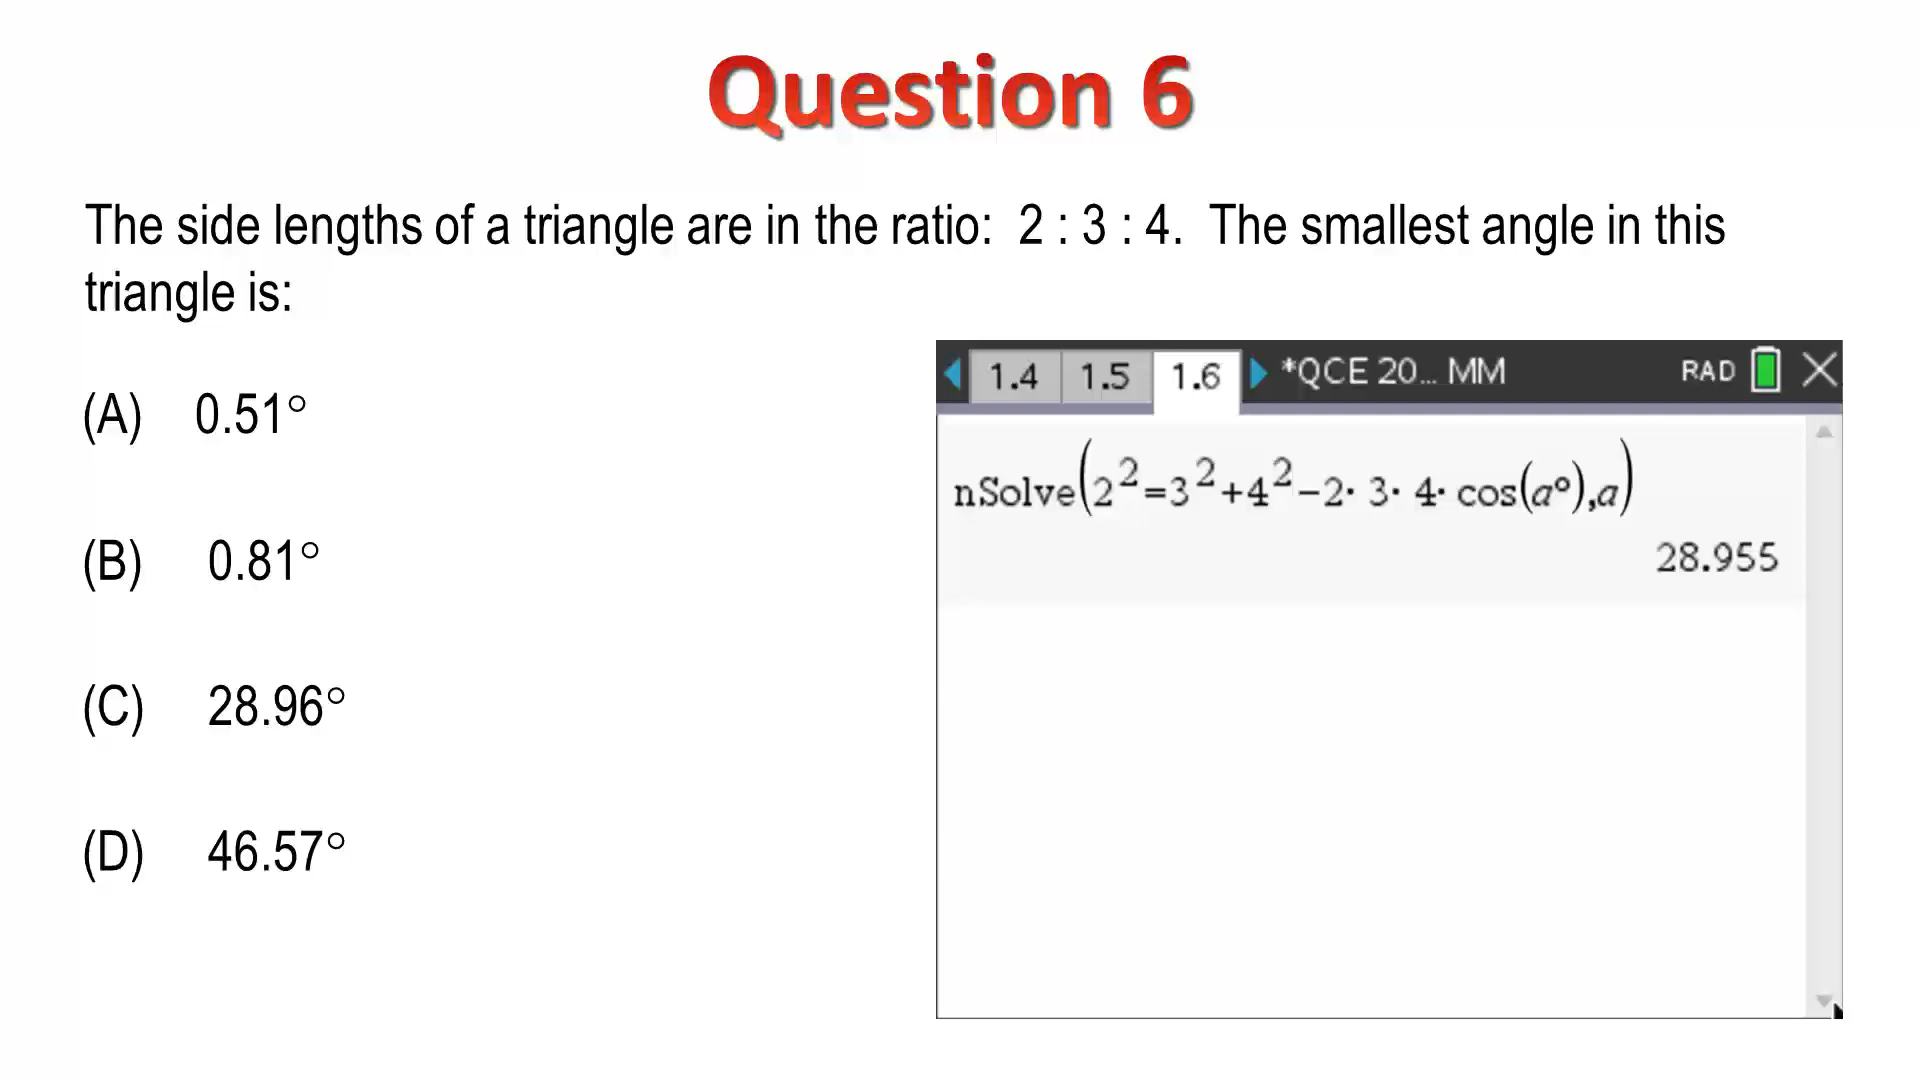 Question 6
The side lengths of a triangle are in the ratio: 2 : 3 : 4. The smallest angle in this
triangle is:
(A) 0.51°
(B) 0.81°
(C) 28.96°
(D) 46.57°
1.4 1.5 1.6 *QCE 20... MM RAD
nSolve(2²=3²+4²−2· 3· 4· cos(a°),a)
28.955